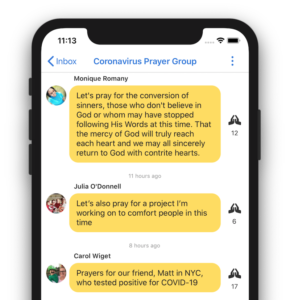 11:13
Inbox Coronavirus Prayer Group
Monique Romany
Let's pray for the conversion of
sinners, those who don't believe in
God or whom may have stopped
following His Words at this time. That
the mercy of God will truly reach
each heart and we may all sincerely
return to God with contrite hearts.
12
11 hours ago
Julia O'Donnell
Let's also pray for a project I'm
working on to comfort people in this
time
6
8 hours ago
Carol Wiget
Prayers for our friend, Matt in NYC,
who tested positive for COVID-19
17